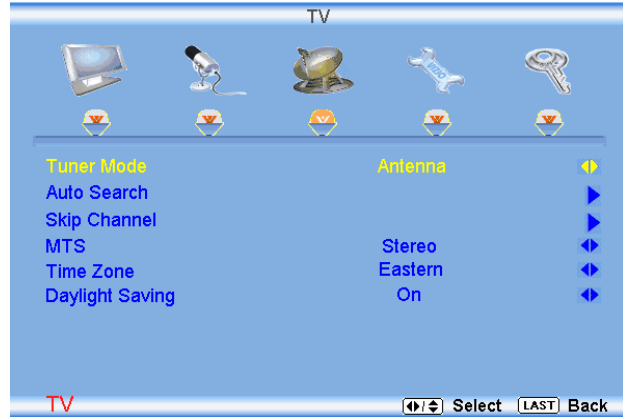 TV
Tuner Mode Antenna
Auto Search
Skip Channel
MTS Stereo
Time Zone Eastern
Daylight Saving On
TV Select LAST Back